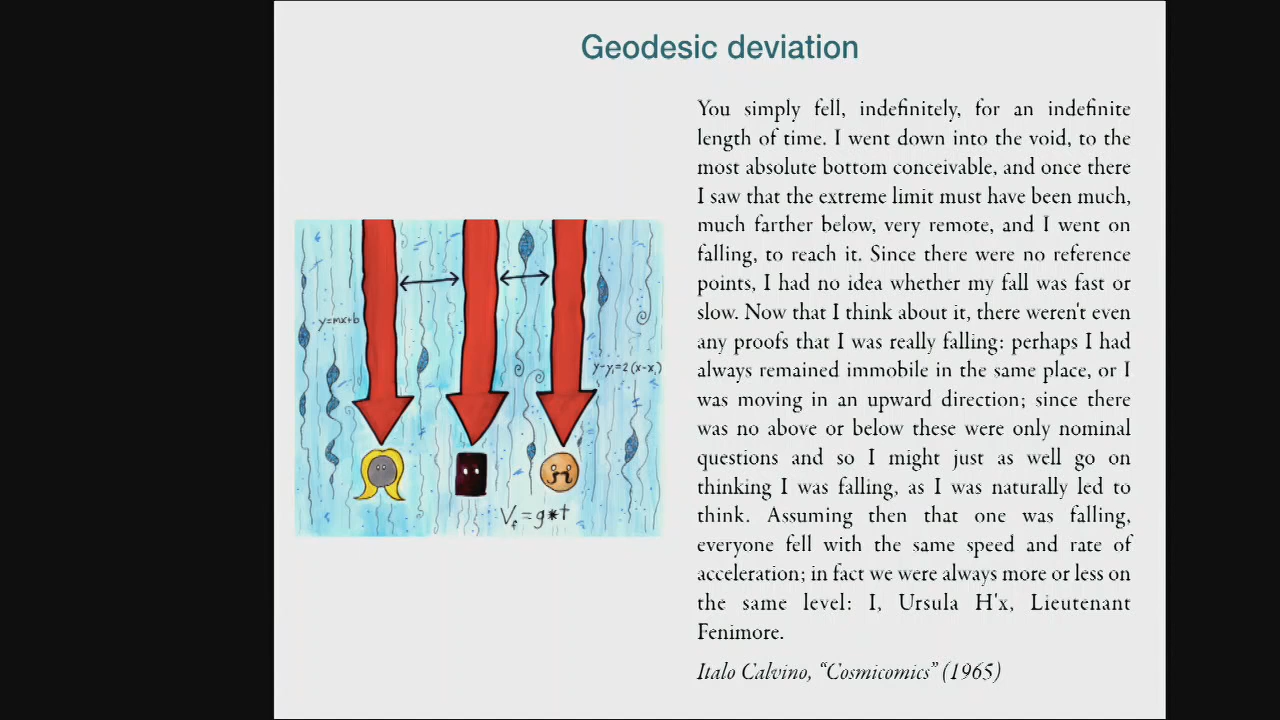 Geodesic deviation
You simply fell, indefinitely, for an indefinite
length of time. I went down into the void, to the
most absolute bottom conceivable, and once there
I saw that the extreme limit must have been much,
much farther below, very remote, and I went on
falling, to reach it. Since there were no reference
points, I had no idea whether my fall was fast or
slow. Now that I think about it, there weren't even
any proofs that I was really falling: perhaps I had
always remained immobile in the same place, or I
was moving in an upward direction; since there
was no above or below these were only nominal
questions and so I might just as well go on
thinking I was falling, as I was naturally led to
think. Assuming then that one was falling,
everyone fell with the same speed and rate of
acceleration; in fact we were always more or less on
the same level: I, Ursula H'x, Lieutenant
Fenimore.
Italo Calvino, “Cosmicomics” (1965)
y=mx+b
y-y₁=2(x-x₁)
V_f=g*t